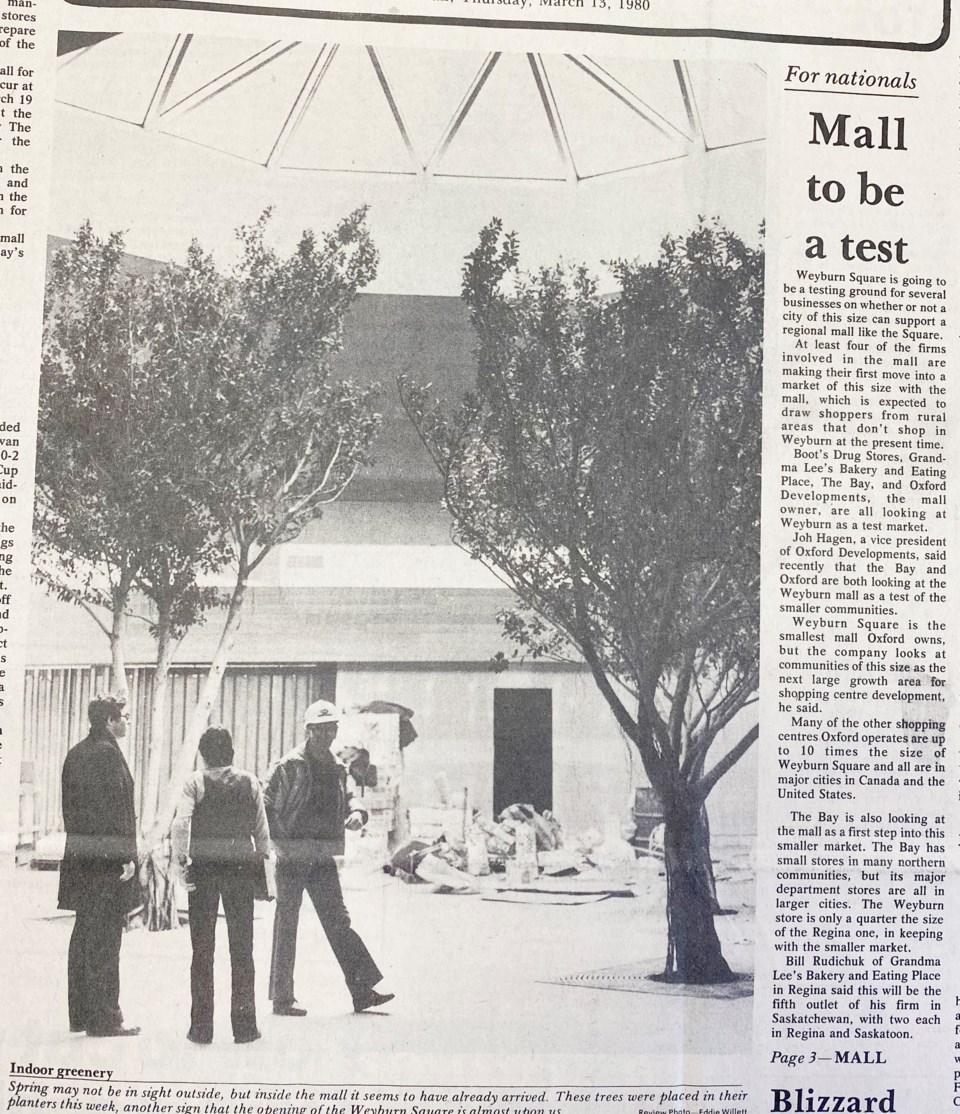 Thursday, March 13, 1980
man-
stores
repare
of the
all for
cur at
ch 19
t the
The
the
the
and
the
for
mall
ay's
ded
van
0-2
Cup
aid-
on
the
gs
ng
he
t.
off
nd
o-
ct
s
e
a
s
For nationals
Mall
to be
a test
Weyburn Square is going to
be a testing ground for several
businesses on whether or not a
city of this size can support a
regional mall like the Square.
At least four of the firms
involved in the mall are
making their first move into a
market of this size with the
mall, which is expected to
draw shoppers from rural
areas that don't shop in
Weyburn at the present time.
Boot's Drug Stores, Grand-
ma Lee's Bakery and Eating
Place, The Bay, and Oxford
Developments, the mall
owner, are all looking at
Weyburn as a test market.
Joh Hagen, a vice president
of Oxford Developments, said
recently that the Bay and
Oxford are both looking at the
Weyburn mall as a test of the
smaller communities.
Weyburn Square is the
smallest mall Oxford owns,
but the company looks at
communities of this size as the
next large growth area for
shopping centre development,
he said.
Many of the other shopping
centres Oxford operates are up
to 10 times the size of
Weyburn Square and all are in
major cities in Canada and the
United States.
The Bay is also looking at
the mall as a first step into this
smaller market. The Bay has
small stores in many northern
communities, but its major
department stores are all in
larger cities. The Weyburn
store is only a quarter the size
of the Regina one, in keeping
with the smaller market.
Bill Rudichuk of Grandma
Lee's Bakery and Eating Place
in Regina said this will be the
fifth outlet of his firm in
Saskatchewan, with two each
in Regina and Saskatoon.
Page 3—MALL
Blizzard
Indoor greenery
Spring may not be in sight outside, but inside the mall it seems to have already arrived. These trees were placed in their
planters this week, another sign that the opening of the Weyburn Square is almost upon us.
Review Photo—Eddie Willett